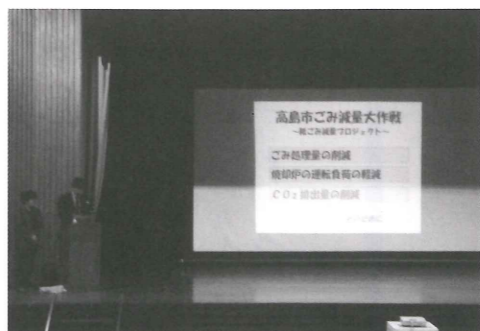 高島市ごみ減量大作戦
～紙ごみ減量プロジェクト～
ごみ処理量の削減
焼却炉の運転負荷の軽減
ＣＯ₂排出量の削減